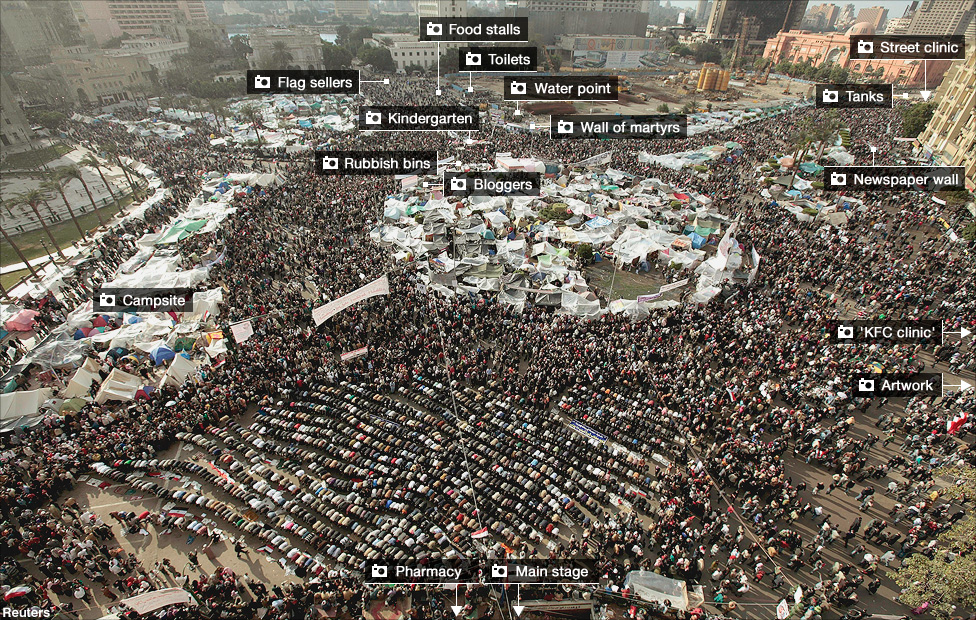 Food stalls
Street clinic
Toilets
Flag sellers
Water point
Tanks
Kindergarten
Wall of martyrs
Rubbish bins
Bloggers
Newspaper wall
Campsite
'KFC clinic'
Artwork
Pharmacy
Main stage
Reuters